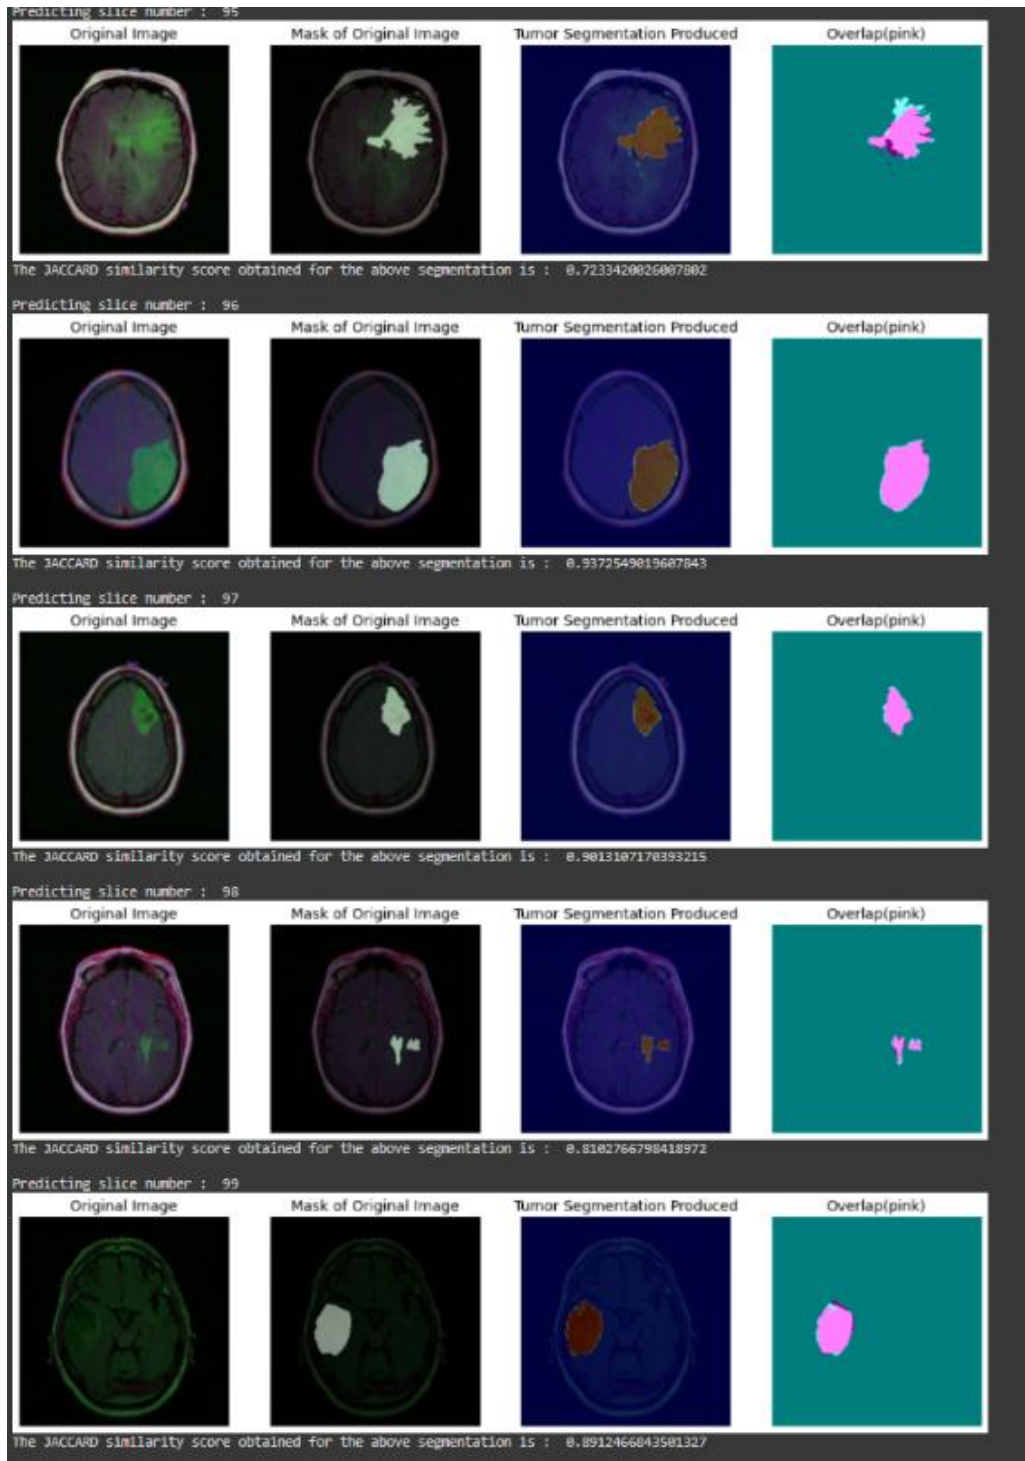 Predicting slice number : 95
Original Image Mask of Original Image Tumor Segmentation Produced Overlap(pink)
The JACCARD similarity score obtained for the above segmentation is : 0.7233420026007802
Predicting slice number : 96
Original Image Mask of Original Image Tumor Segmentation Produced Overlap(pink)
The JACCARD similarity score obtained for the above segmentation is : 0.9372549019607843
Predicting slice number : 97
Original Image Mask of Original Image Tumor Segmentation Produced Overlap(pink)
The JACCARD similarity score obtained for the above segmentation is : 0.9013107170393215
Predicting slice number : 98
Original Image Mask of Original Image Tumor Segmentation Produced Overlap(pink)
The JACCARD similarity score obtained for the above segmentation is : 0.8102766798418972
Predicting slice number : 99
Original Image Mask of Original Image Tumor Segmentation Produced Overlap(pink)
The JACCARD similarity score obtained for the above segmentation is : 0.8912466843501327